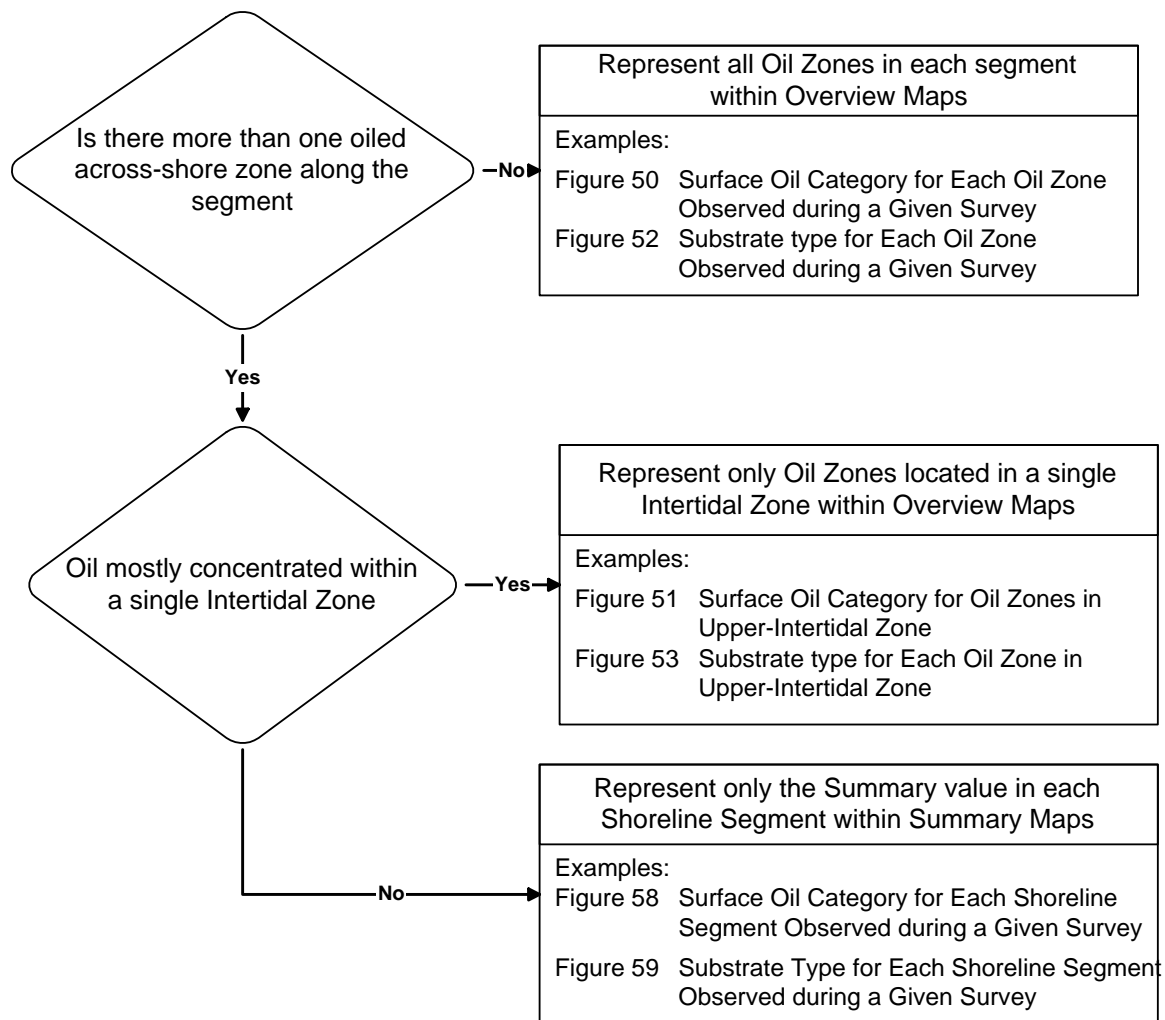 Is there more than one oiled
across-shore zone along the
segment
No
Represent all Oil Zones in each segment
within Overview Maps
Examples:
Figure 50 Surface Oil Category for Each Oil Zone
Observed during a Given Survey
Figure 52 Substrate type for Each Oil Zone
Observed during a Given Survey
Yes
Oil mostly concentrated within
a single Intertidal Zone
Yes
Represent only Oil Zones located in a single
Intertidal Zone within Overview Maps
Examples:
Figure 51 Surface Oil Category for Oil Zones in
Upper-Intertidal Zone
Figure 53 Substrate type for Each Oil Zone in
Upper-Intertidal Zone
No
Represent only the Summary value in each
Shoreline Segment within Summary Maps
Examples:
Figure 58 Surface Oil Category for Each Shoreline
Segment Observed during a Given Survey
Figure 59 Substrate Type for Each Shoreline Segment
Observed during a Given Survey